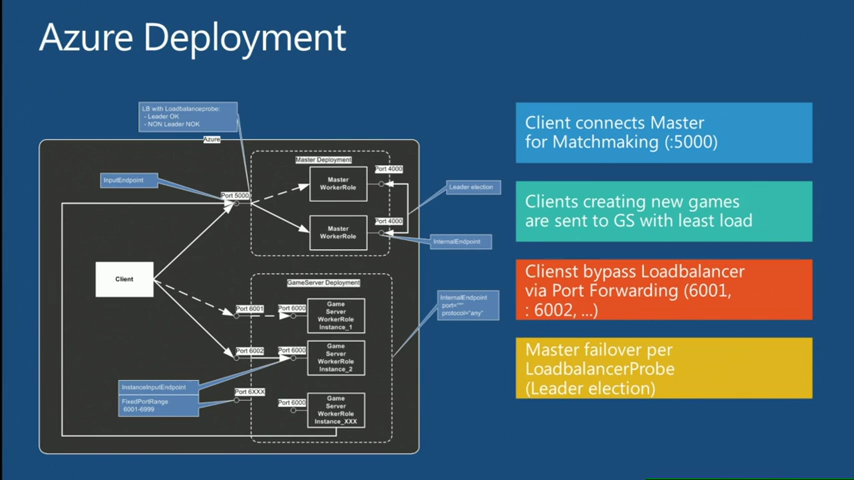 Azure Deployment
LB with Loadbalanceprobe:
- Leader OK
- NON Leader NOK
Azure
Master Deployment
Port 4000
InputEndpoint
Port 5000
Master
WorkerRole
Leader election
Master
WorkerRole
Port 4000
InternalEndpoint
Client
GameServer Deployment
Port 6001
Port 6000
Game
Server
WorkerRole
Instance_1
InternalEndpoint
port="*"
protocol="any"
Port 6002
Port 6000
Game
Server
WorkerRole
Instance_2
InstanceInputEndpoint
FixedPortRange
6001-6999
Port 6XXX
Port 6000
Game
Server
WorkerRole
Instance_XXX
Client connects Master
for Matchmaking (:5000)
Clients creating new games
are sent to GS with least load
Clienst bypass Loadbalancer
via Port Forwarding (6001,
: 6002, ...)
Master failover per
LoadbalancerProbe
(Leader election)